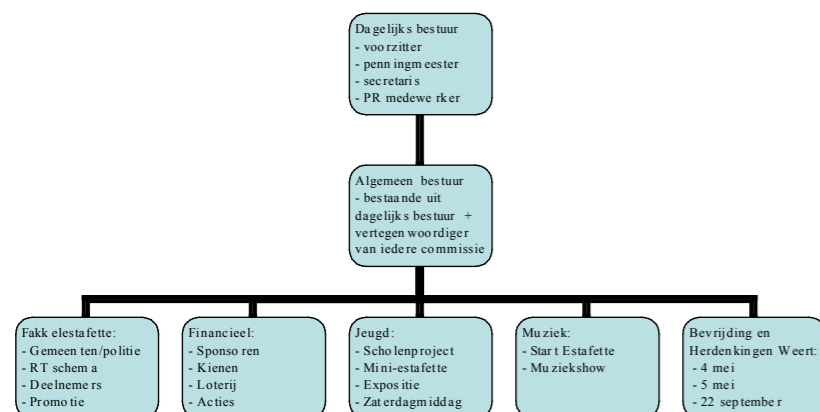 Dagelijks bestuur
- voorzitter
- penningmeester
- secretaris
- PR medewerker
Algemeen bestuur
- bestaande uit
dagelijks bestuur +
vertegenwoordiger
van iedere commissie
Fakkelestafette:
- Gemeenten/politie
- RT schema
- Deelnemers
- Promotie
Financieel:
- Sponsoren
- Kienen
- Loterij
- Acties
Jeugd:
- Scholenproject
- Mini-estafette
- Expositie
- Zaterdagmiddag
Muziek:
- Start Estafette
- Muziekshow
Bevrijding en
Herdenkingen Weert:
- 4 mei
- 5 mei
- 22 september